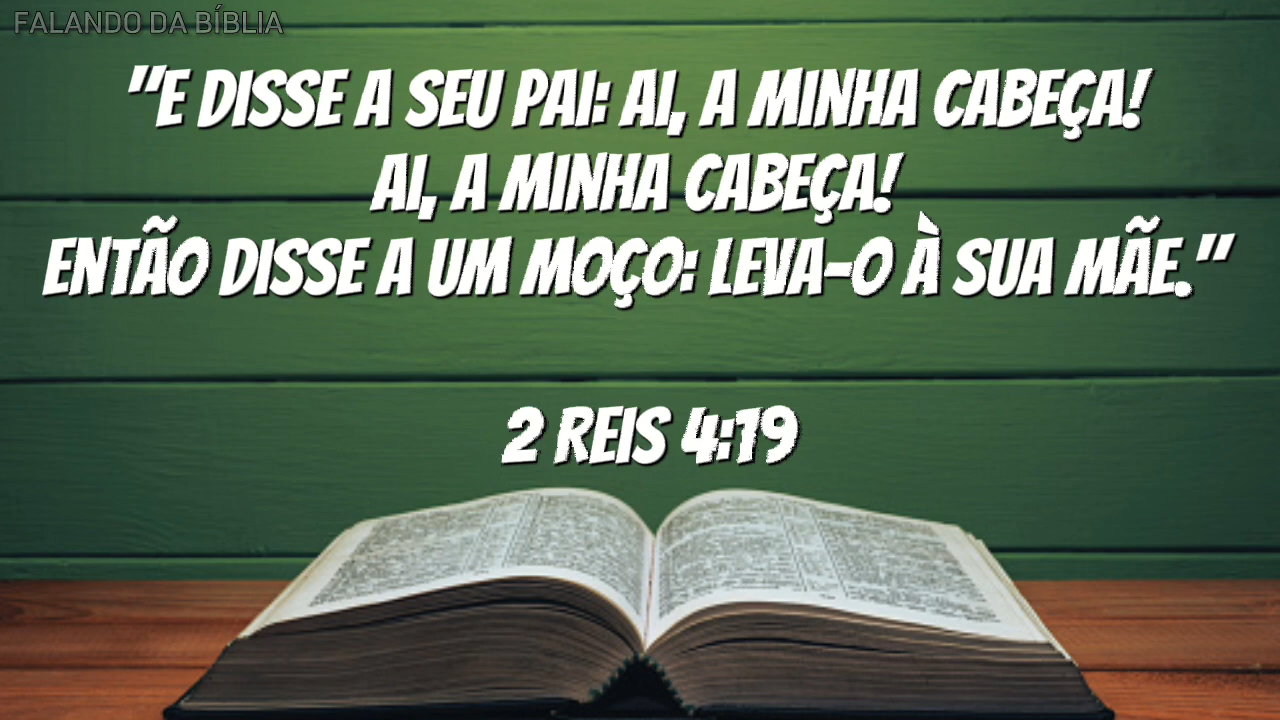 FALANDO DA BÍBLIA
"E DISSE A SEU PAI: AI, A MINHA CABEÇA!
AI, A MINHA CABEÇA!
ENTÃO DISSE A UM MOÇO: LEVA-O À SUA MÃE."
2 REIS 4:19